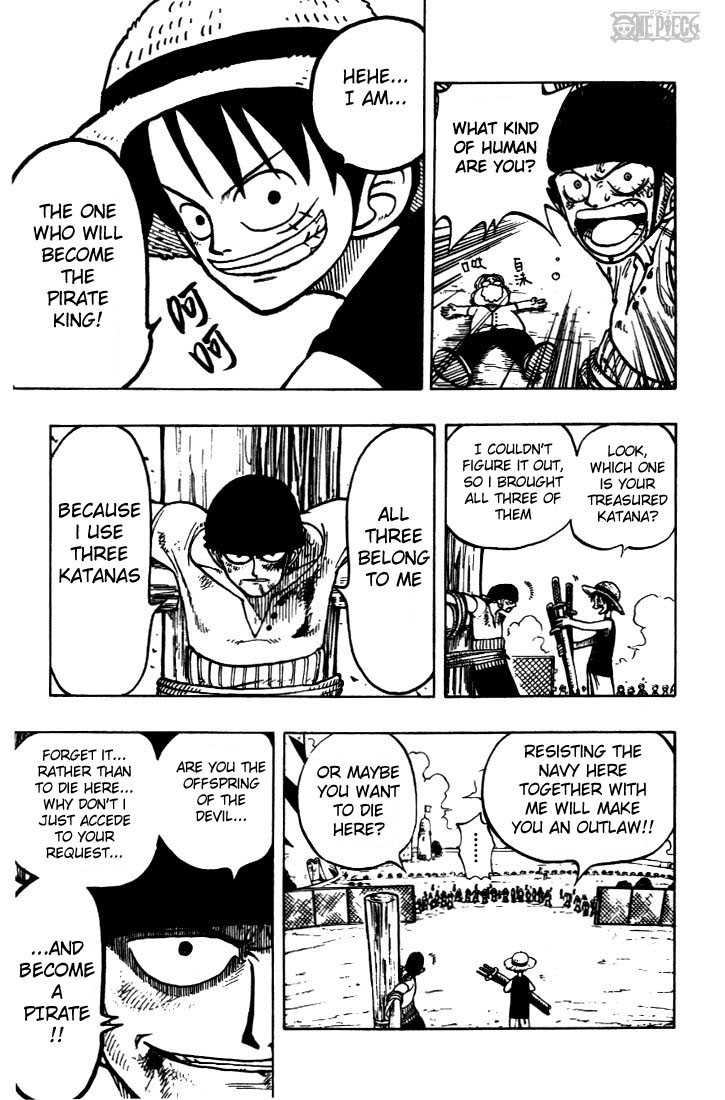 ONE PIECE
WHAT KIND
OF HUMAN
ARE YOU?
HEHE...
I AM...
THE ONE
WHO WILL
BECOME
THE
PIRATE
KING!
呵
呵
LOOK,
WHICH ONE
IS YOUR
TREASURED
KATANA?
I COULDN'T
FIGURE IT OUT,
SO I BROUGHT
ALL THREE OF
THEM
ALL
THREE
BELONG
TO ME
BECAUSE
I USE
THREE
KATANAS
RESISTING THE
NAVY HERE
TOGETHER WITH
ME WILL MAKE
YOU AN OUTLAW!!
OR MAYBE
YOU WANT
TO DIE
HERE?
ARE YOU THE
OFFSPRING
OF THE
DEVIL...
FORGET IT...
RATHER THAN
TO DIE HERE...
WHY DON'T I
JUST ACCEDE
TO YOUR
REQUEST...
...AND
BECOME
A
PIRATE
!!